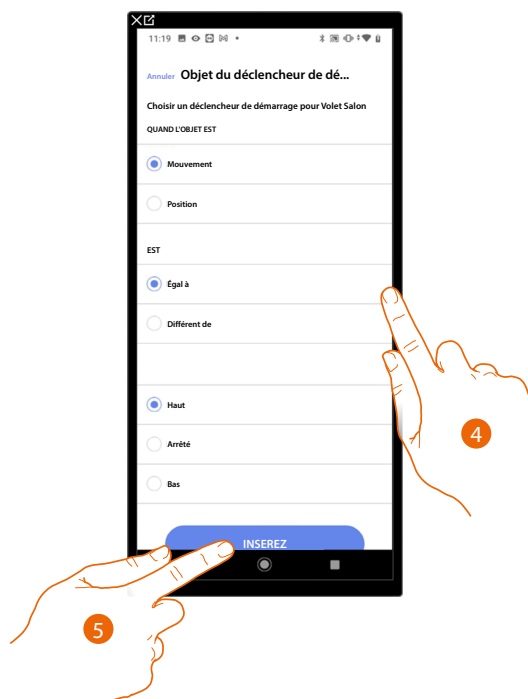 11:19
Annuler Objet du déclencheur de dé...
Choisir un déclencheur de démarrage pour Volet Salon
QUAND L'OBJET EST
Mouvement
Position
EST
Égal à
Différent de
Haut
Arrêté
Bas
INSEREZ
4
5